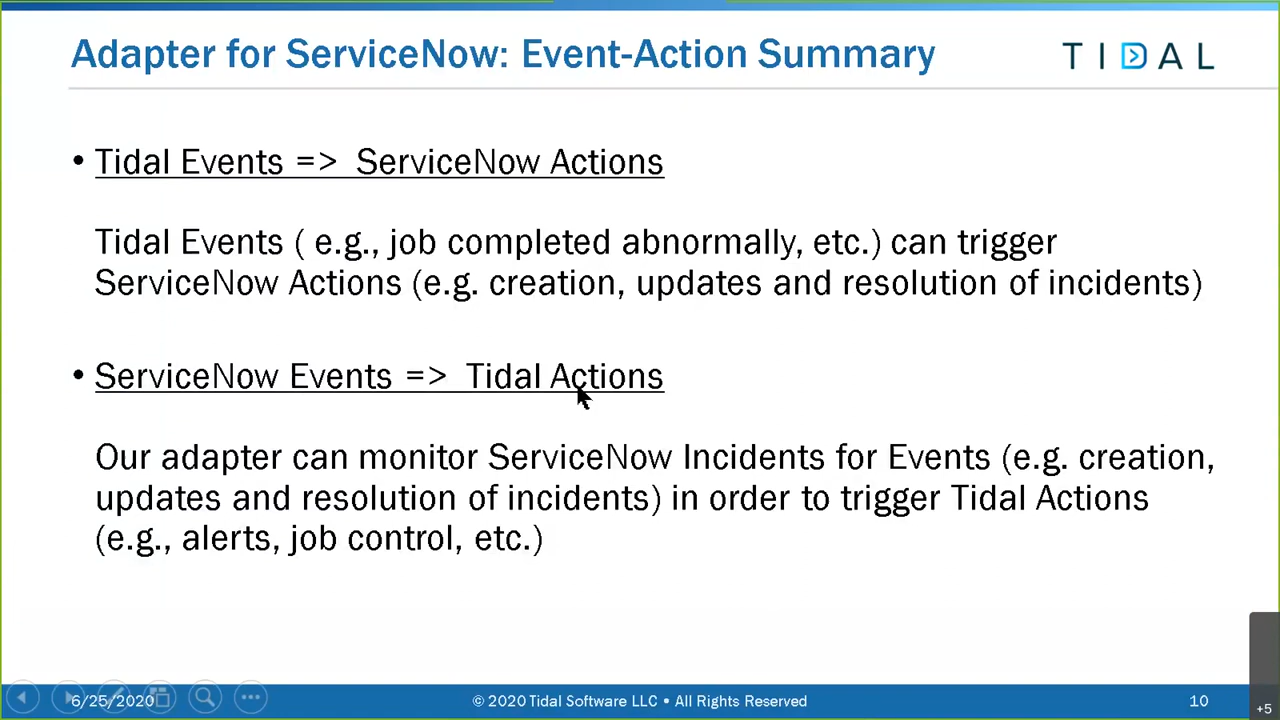 Adapter for ServiceNow: Event-Action Summary
TIDAL
• Tidal Events => ServiceNow Actions
Tidal Events ( e.g., job completed abnormally, etc.) can trigger
ServiceNow Actions (e.g. creation, updates and resolution of incidents)
• ServiceNow Events => Tidal Actions
Our adapter can monitor ServiceNow Incidents for Events (e.g. creation,
updates and resolution of incidents) in order to trigger Tidal Actions
(e.g., alerts, job control, etc.)
6/25/2020
© 2020 Tidal Software LLC • All Rights Reserved
10
+5